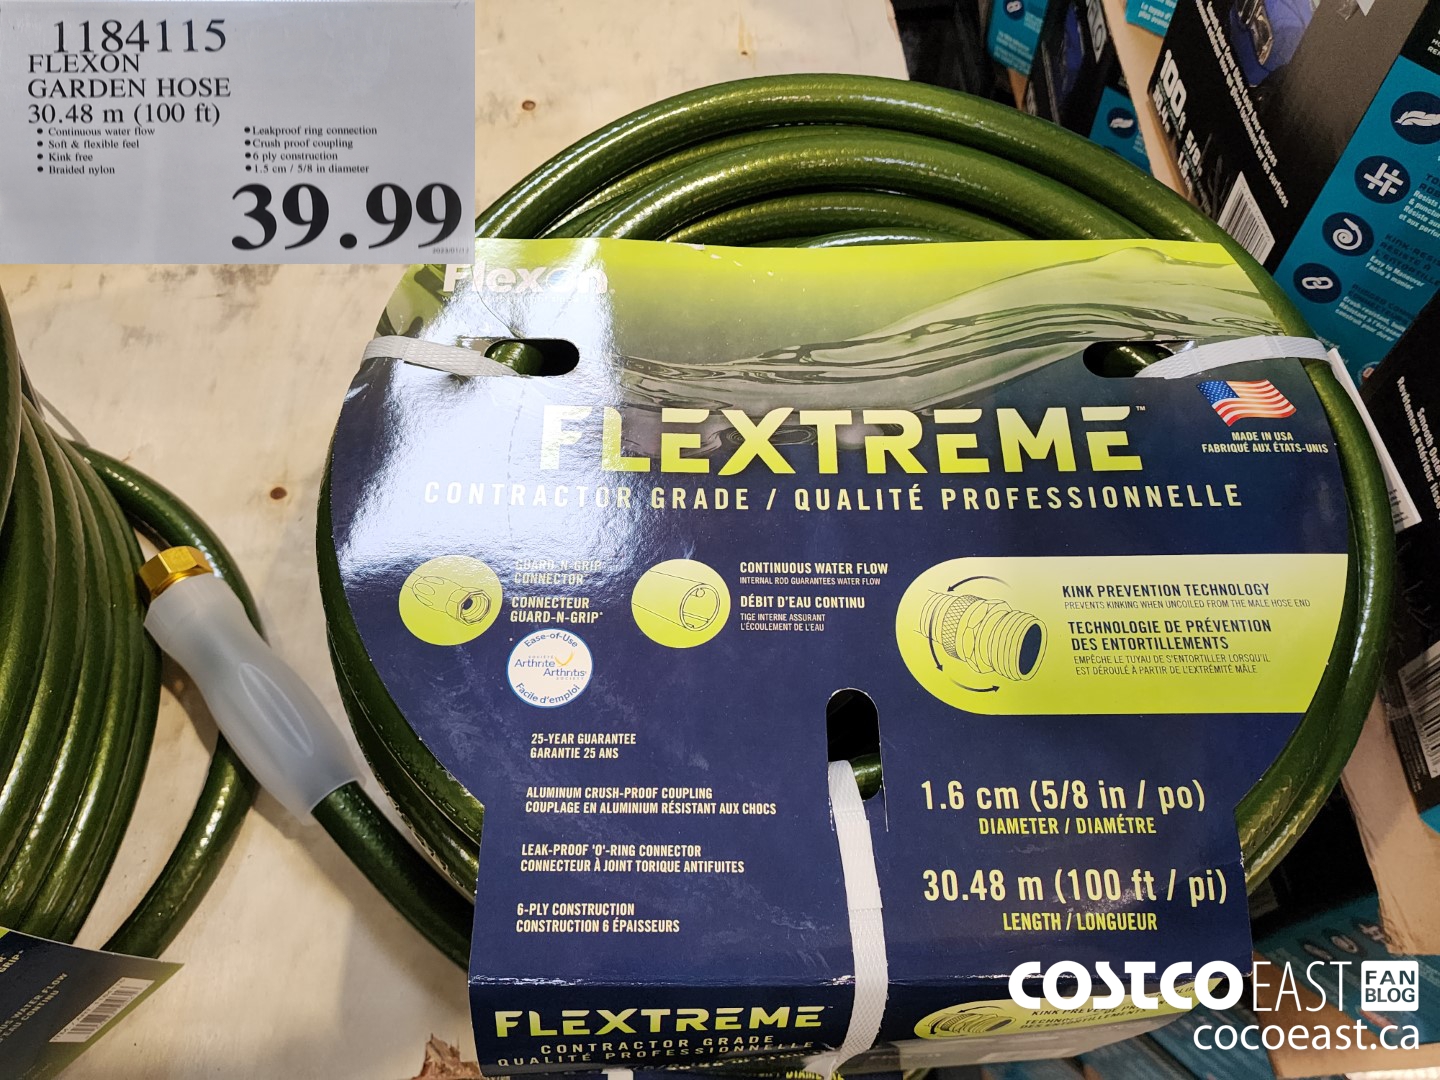 1184115
FLEXON
GARDEN HOSE
30.48 m (100 ft)
• Continuous water flow
• Soft & flexible feel
• Kink free
• Braided nylon
• Leakproof ring connection
• Crush proof coupling
• 6 ply construction
• 1.5 cm / 5/8 in diameter
39.99
Flexon
FLEXTREME™
CONTRACTOR GRADE / QUALITÉ PROFESSIONNELLE
MADE IN USA
FABRIQUÉ AUX ÉTATS-UNIS
GUARD-N-GRIP
CONNECTOR
CONNECTEUR
GUARD-N-GRIP
Ease-of-Use
Arthrite
Arthritis
SOCIETY
Facile d'emploi
CONTINUOUS WATER FLOW
INTERNAL ROD GUARANTEES WATER FLOW
DÉBIT D'EAU CONTINU
TIGE INTERNE ASSURANT
L'ÉCOULEMENT DE L'EAU
KINK PREVENTION TECHNOLOGY
PREVENTS KINKING WHEN UNCOILED FROM THE MALE HOSE END
TECHNOLOGIE DE PRÉVENTION
DES ENTORTILLEMENTS
EMPÊCHE LE TUYAU DE S'ENTORTILLER LORSQU'IL
EST DÉROULÉ À PARTIR DE L'EXTRÉMITÉ MÂLE
25-YEAR GUARANTEE
GARANTIE 25 ANS
ALUMINUM CRUSH-PROOF COUPLING
COUPLAGE EN ALUMINIUM RÉSISTANT AUX CHOCS
LEAK-PROOF 'O'-RING CONNECTOR
CONNECTEUR À JOINT TORIQUE ANTIFUITES
6-PLY CONSTRUCTION
CONSTRUCTION 6 ÉPAISSEURS
1.6 cm (5/8 in / po)
DIAMETER / DIAMÉTRE
30.48 m (100 ft / pi)
LENGTH / LONGUEUR
FLEXTREME™
CONTRACTOR GRADE
QUALITÉ PROFESSIONNELLE
COSTCO EAST FAN BLOG
cocoeast.ca